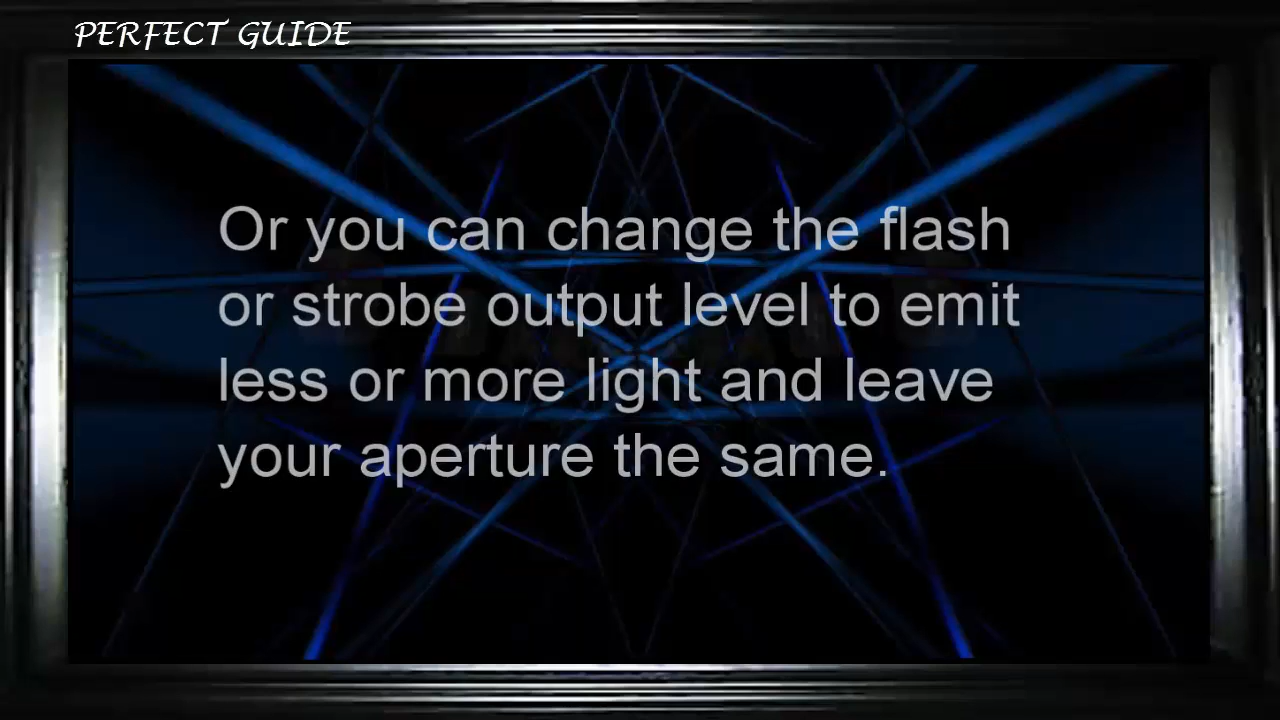 PERFECT GUIDE
Or you can change the flash
or strobe output level to emit
less or more light and leave
your aperture the same.